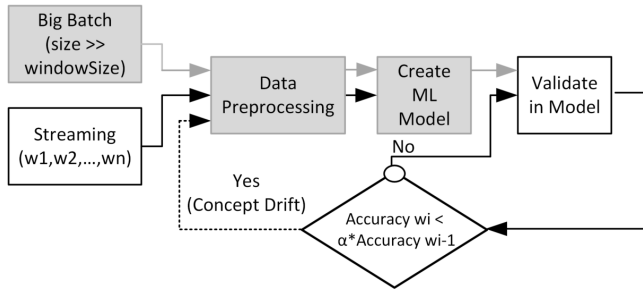 Big Batch
(size >>
windowSize)
Data
Preprocessing
Create
ML
Model
Validate
in Model
Streaming
(w1,w2,...,wn)
No
Yes
(Concept Drift)
Accuracy wi <
α*Accuracy wi-1